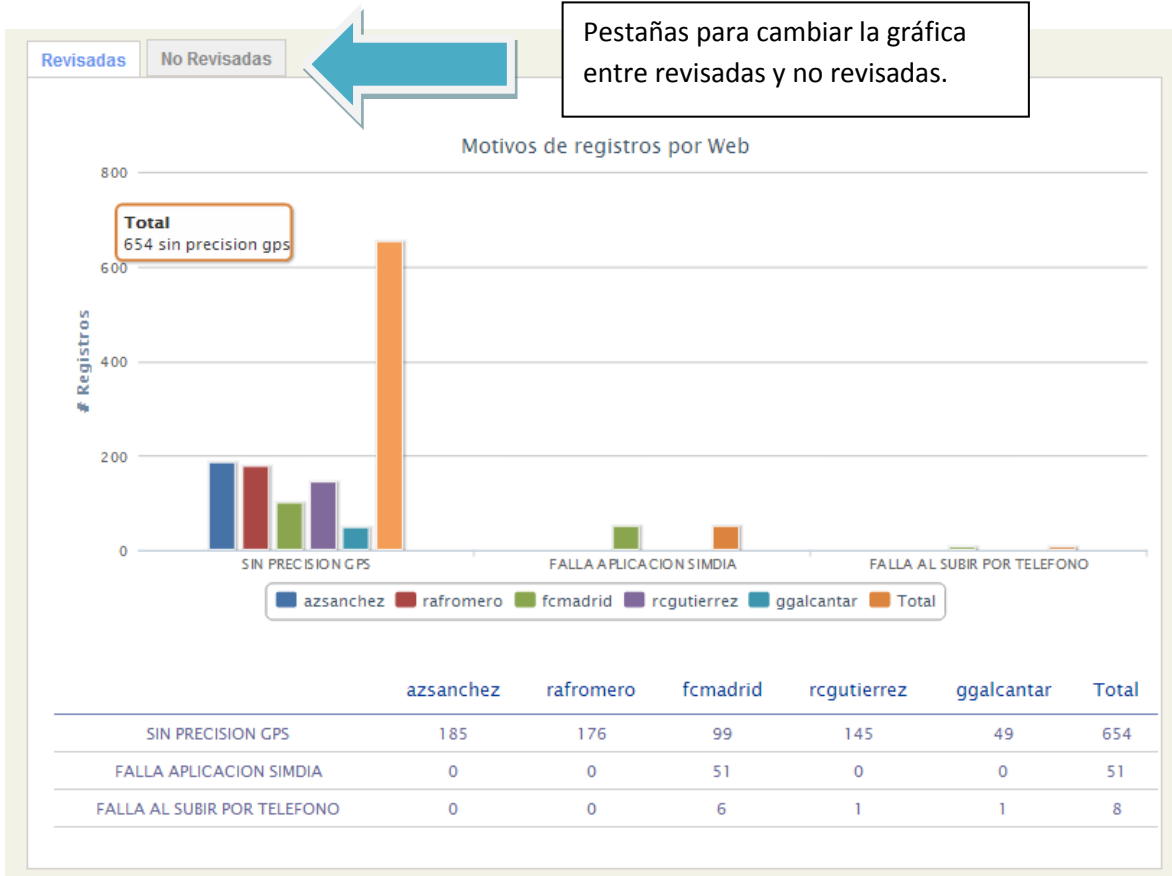 Pestañas para cambiar la gráfica
entre revisadas y no revisadas.
Revisadas No Revisadas
Motivos de registros por Web
800
Total
654 sin precision gps
600
# Registros
400
200
0
SIN PRECISION GPS FALLA APLICACION SIMDIA FALLA AL SUBIR POR TELEFONO
azsanchez rafromero fcmadrid rcgutierrez ggalcantar Total
azsanchez rafromero fcmadrid rcgutierrez ggalcantar Total
SIN PRECISION GPS 185 176 99 145 49 654
FALLA APLICACION SIMDIA 0 0 51 0 0 51
FALLA AL SUBIR POR TELEFONO 0 0 6 1 1 8